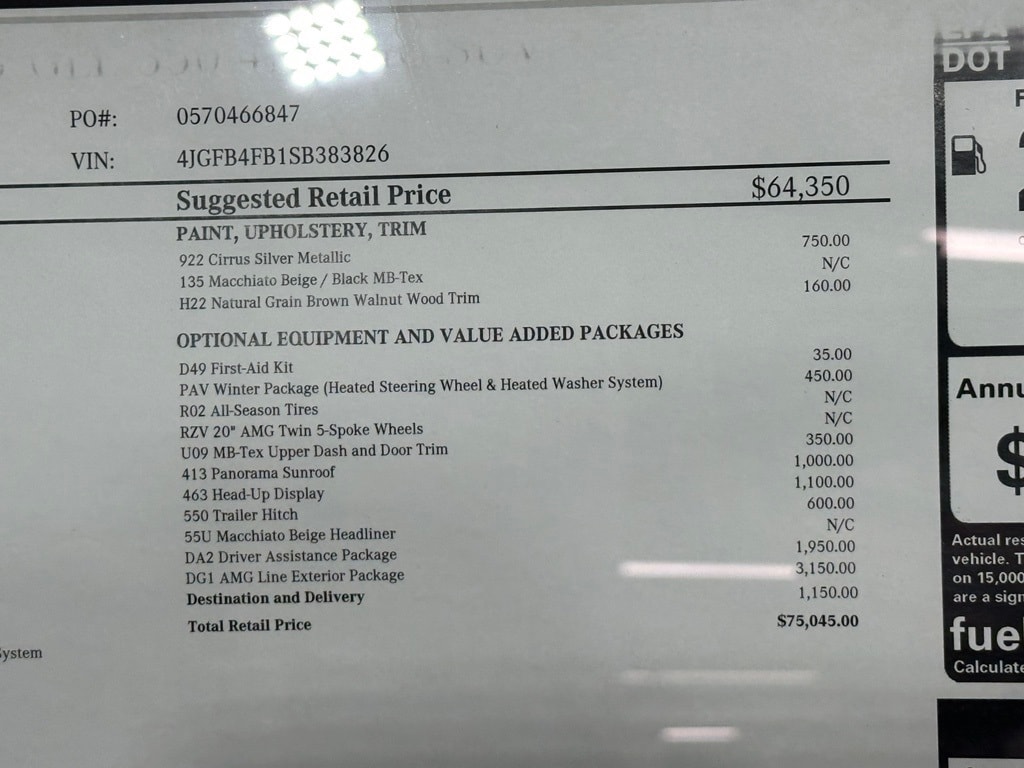 EPA
DOT
PO#: 0570466847
VIN: 4JGFB4FB1SB383826
Suggested Retail Price $64,350
PAINT, UPHOLSTERY, TRIM
922 Cirrus Silver Metallic 750.00
135 Macchiato Beige / Black MB-Tex N/C
H22 Natural Grain Brown Walnut Wood Trim 160.00
OPTIONAL EQUIPMENT AND VALUE ADDED PACKAGES
D49 First-Aid Kit 35.00
PAV Winter Package (Heated Steering Wheel & Heated Washer System) 450.00
R02 All-Season Tires N/C
RZV 20" AMG Twin 5-Spoke Wheels N/C
U09 MB-Tex Upper Dash and Door Trim 350.00
413 Panorama Sunroof 1,000.00
463 Head-Up Display 1,100.00
550 Trailer Hitch 600.00
55U Macchiato Beige Headliner N/C
DA2 Driver Assistance Package 1,950.00
DG1 AMG Line Exterior Package 3,150.00
Destination and Delivery 1,150.00
Total Retail Price $75,045.00
System
Annu
$
Actual res
vehicle. T
on 15,000
are a sign
fuel
Calculate